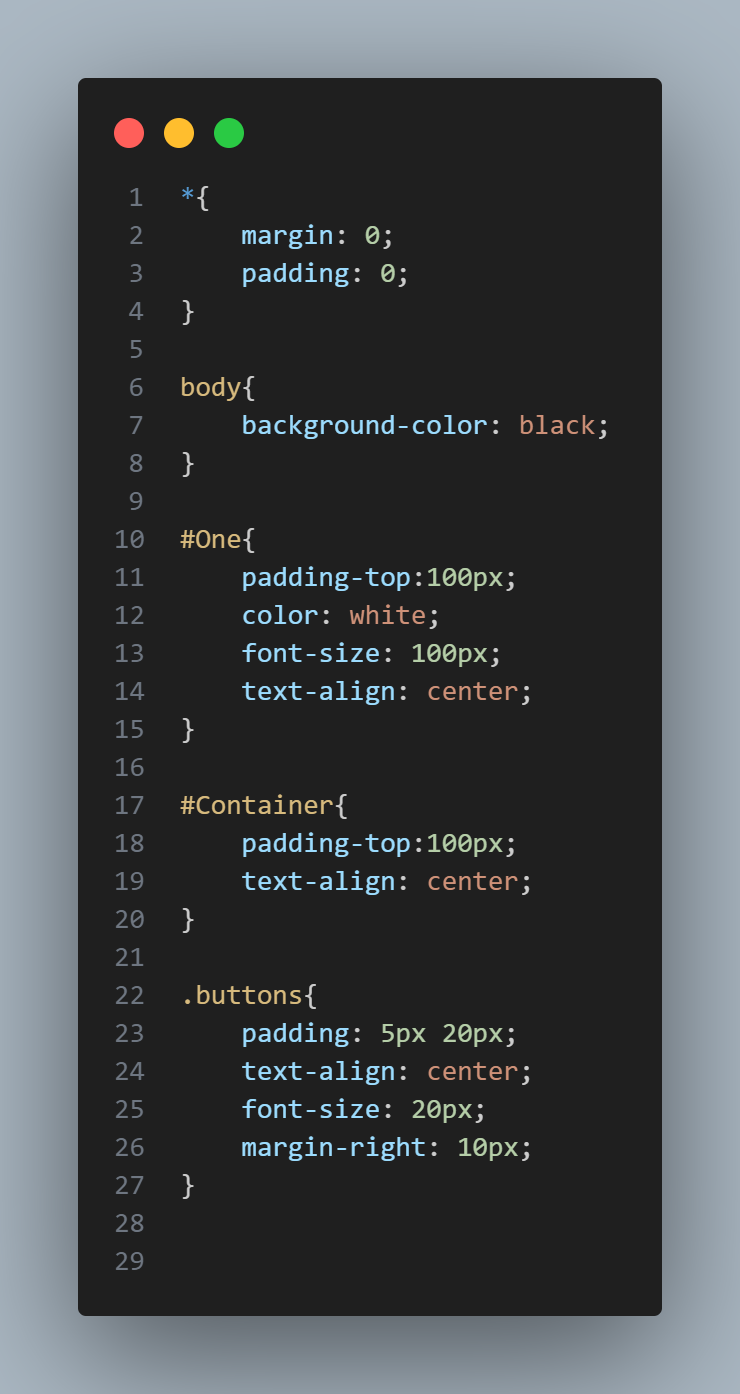 1 *{
2     margin: 0;
3     padding: 0;
4 }
5
6 body{
7     background-color: black;
8 }
9
10 #One{
11     padding-top:100px;
12     color: white;
13     font-size: 100px;
14     text-align: center;
15 }
16
17 #Container{
18     padding-top:100px;
19     text-align: center;
20 }
21
22 .buttons{
23     padding: 5px 20px;
24     text-align: center;
25     font-size: 20px;
26     margin-right: 10px;
27 }
28
29